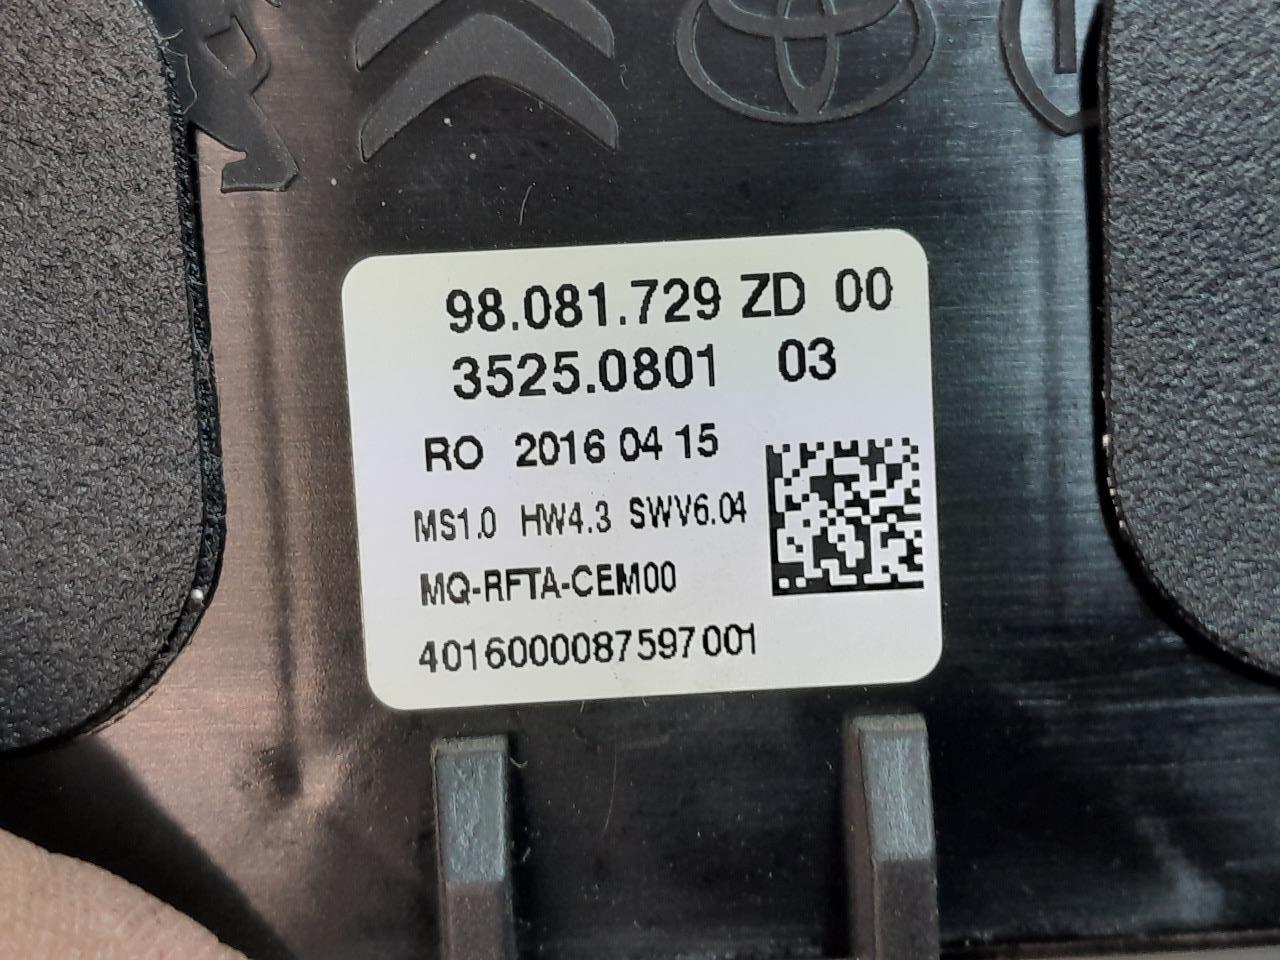 98.081.729 ZD 00
3525.0801 03
RO 2016 04 15
MS1.0 HW4.3 SWV6.04
MQ-RFTA-CEM00
4016000087597001